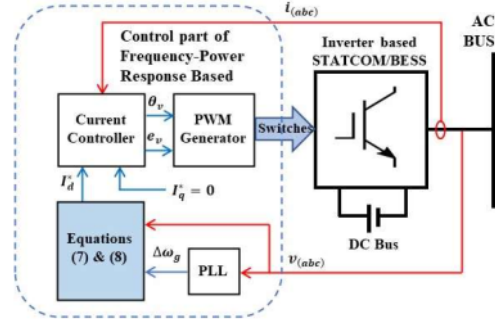 i(abc)
AC
BUS
Control part of
Frequency-Power
Response Based
Inverter based
STATCOM/BESS
Current
Controller
θv
ev
PWM
Generator
Switches
I*d
I*q = 0
DC Bus
Equations
(7) & (8)
Δωg
PLL
v(abc)